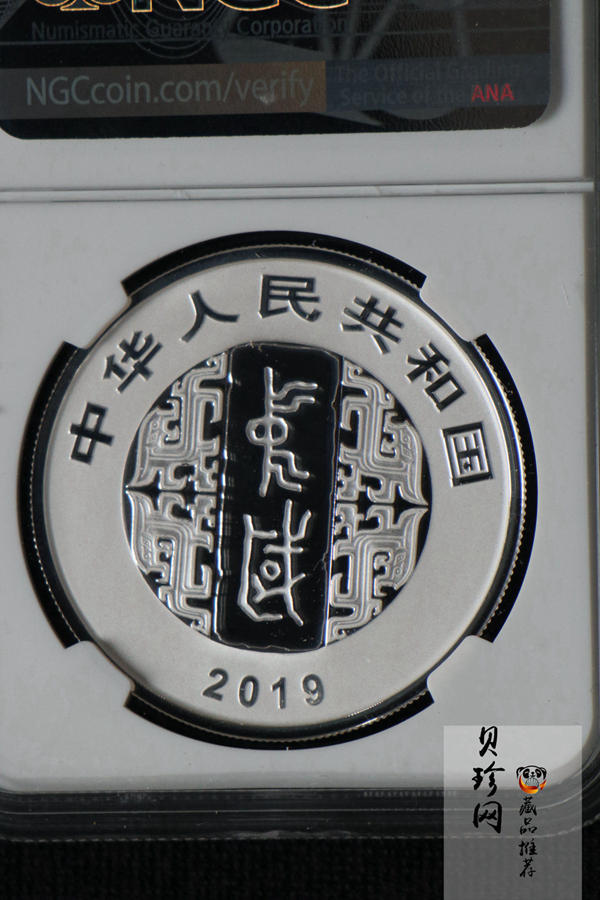 NGC
Numismatic Guaranty Corporation
NGCcoin.com/verify
The Official Grading
Service of the ANA
中华人民共和国
2019
贝珍网
藏品推荐